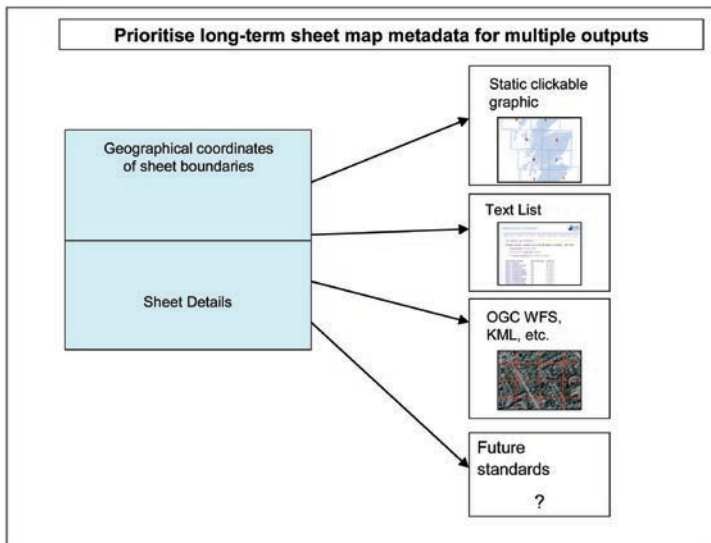 Prioritise long-term sheet map metadata for multiple outputs
Geographical coordinates
of sheet boundaries
Sheet Details
Static clickable
graphic
Text List
OGC WFS,
KML, etc.
Future
standards
?